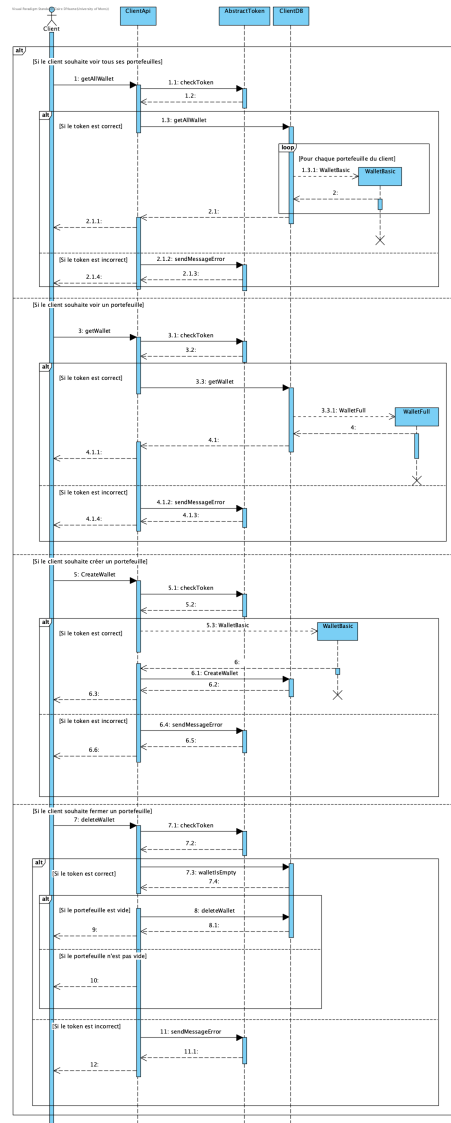 Client
ClientApi
AbstractToken
ClientDB
alt
[Si le client souhaite voir tous ses portefeuilles]
1: getAllWallet
1.1: checkToken
1.2:
alt
[Si le token est correct]
1.3: getAllWallet
loop
[Pour chaque portefeuille du client]
1.3.1: WalletBasic
WalletBasic
2:
2.1:
2.1.1:
[Si le token est incorrect]
2.1.2: sendMessageError
2.1.3:
2.1.4:
[Si le client souhaite voir un portefeuille]
3: getWallet
3.1: checkToken
3.2:
alt
[Si le token est correct]
3.3: getWallet
3.3.1: WalletFull
WalletFull
4:
4.1:
4.1.1:
[Si le token est incorrect]
4.1.2: sendMessageError
4.1.3:
4.1.4:
[Si le client souhaite créer un portefeuille]
5: CreateWallet
5.1: checkToken
5.2:
alt
[Si le token est correct]
5.3: WalletBasic
WalletBasic
6:
6.1: CreateWallet
6.2:
6.3:
[Si le token est incorrect]
6.4: sendMessageError
6.5:
6.6:
[Si le client souhaite fermer un portefeuille]
7: deleteWallet
7.1: checkToken
7.2:
alt
[Si le token est correct]
7.3: walletIsEmpty
7.4:
alt
[Si le portefeuille est vide]
8: deleteWallet
8.1:
9:
[Si le portefeuille n'est pas vide]
10:
[Si le token est incorrect]
11: sendMessageError
11.1:
12: